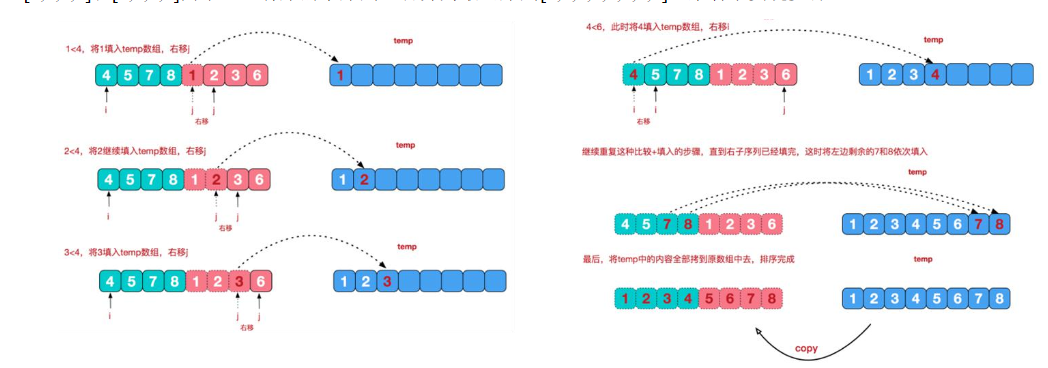 1<4，将1填入temp数组，右移j
temp
4 5 7 8 1 2 3 6
1
i
j
j
右移
2<4，将2继续填入temp数组，右移j
temp
4 5 7 8 1 2 3 6
1 2
i
j
j
右移
3<4，将3填入temp数组，右移j
temp
4 5 7 8 1 2 3 6
1 2 3
i
j
j
右移
4<6，此时将4填入temp数组，右移i
temp
4 5 7 8 1 2 3 6
1 2 3 4
i
i
j
右移
继续重复这种比较+填入的步骤，直到右子序列已经填完，这时将左边剩余的7和8依次填入
temp
4 5 7 8 1 2 3 6
1 2 3 4 5 6 7 8
最后，将temp中的内容全部拷到原数组中去，排序完成
temp
1 2 3 4 5 6 7 8
1 2 3 4 5 6 7 8
copy